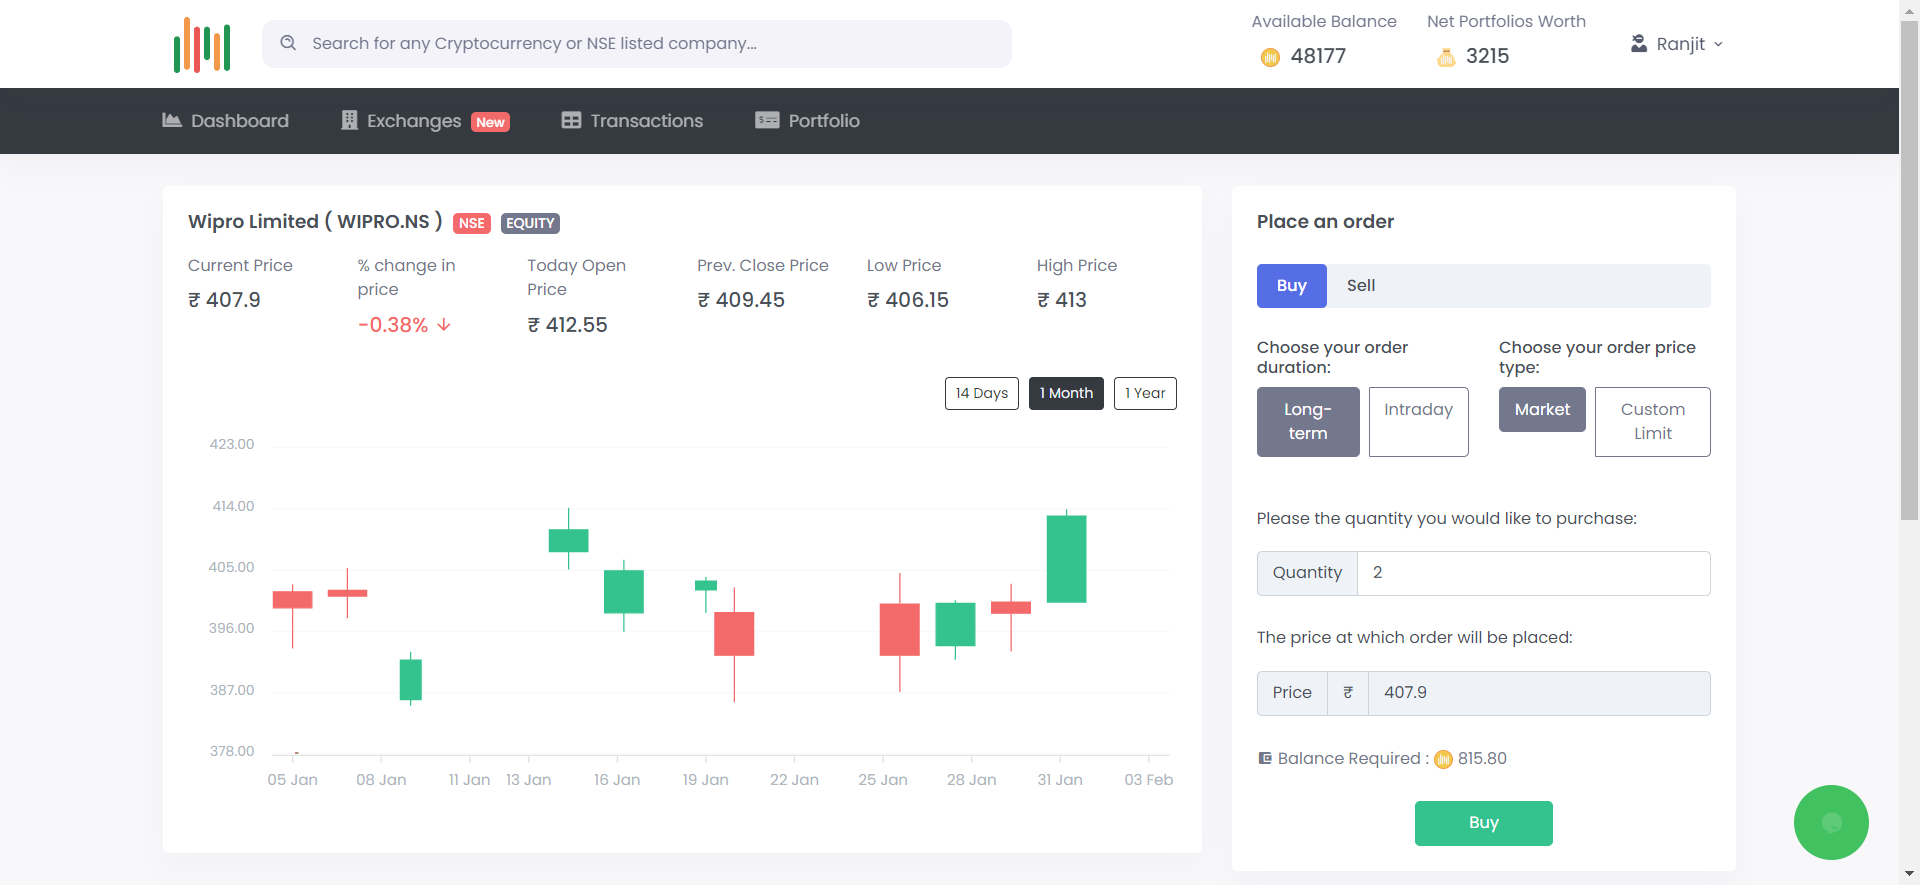 Search for any Cryptocurrency or NSE listed company...
Available Balance
48177
Net Portfolios Worth
3215
Ranjit
Dashboard
Exchanges New
Transactions
Portfolio
Wipro Limited ( WIPRO.NS ) NSE EQUITY
Current Price
₹ 407.9
% change in
price
-0.38%
Today Open
Price
₹ 412.55
Prev. Close Price
₹ 409.45
Low Price
₹ 406.15
High Price
₹ 413
14 Days
1 Month
1 Year
423.00
414.00
405.00
396.00
387.00
378.00
05 Jan
08 Jan
11 Jan
13 Jan
16 Jan
19 Jan
22 Jan
25 Jan
28 Jan
31 Jan
03 Feb
Place an order
Buy
Sell
Choose your order
duration:
Long-
term
Intraday
Choose your order price
type:
Market
Custom
Limit
Please the quantity you would like to purchase:
Quantity 2
The price at which order will be placed:
Price ₹ 407.9
Balance Required : 815.80
Buy